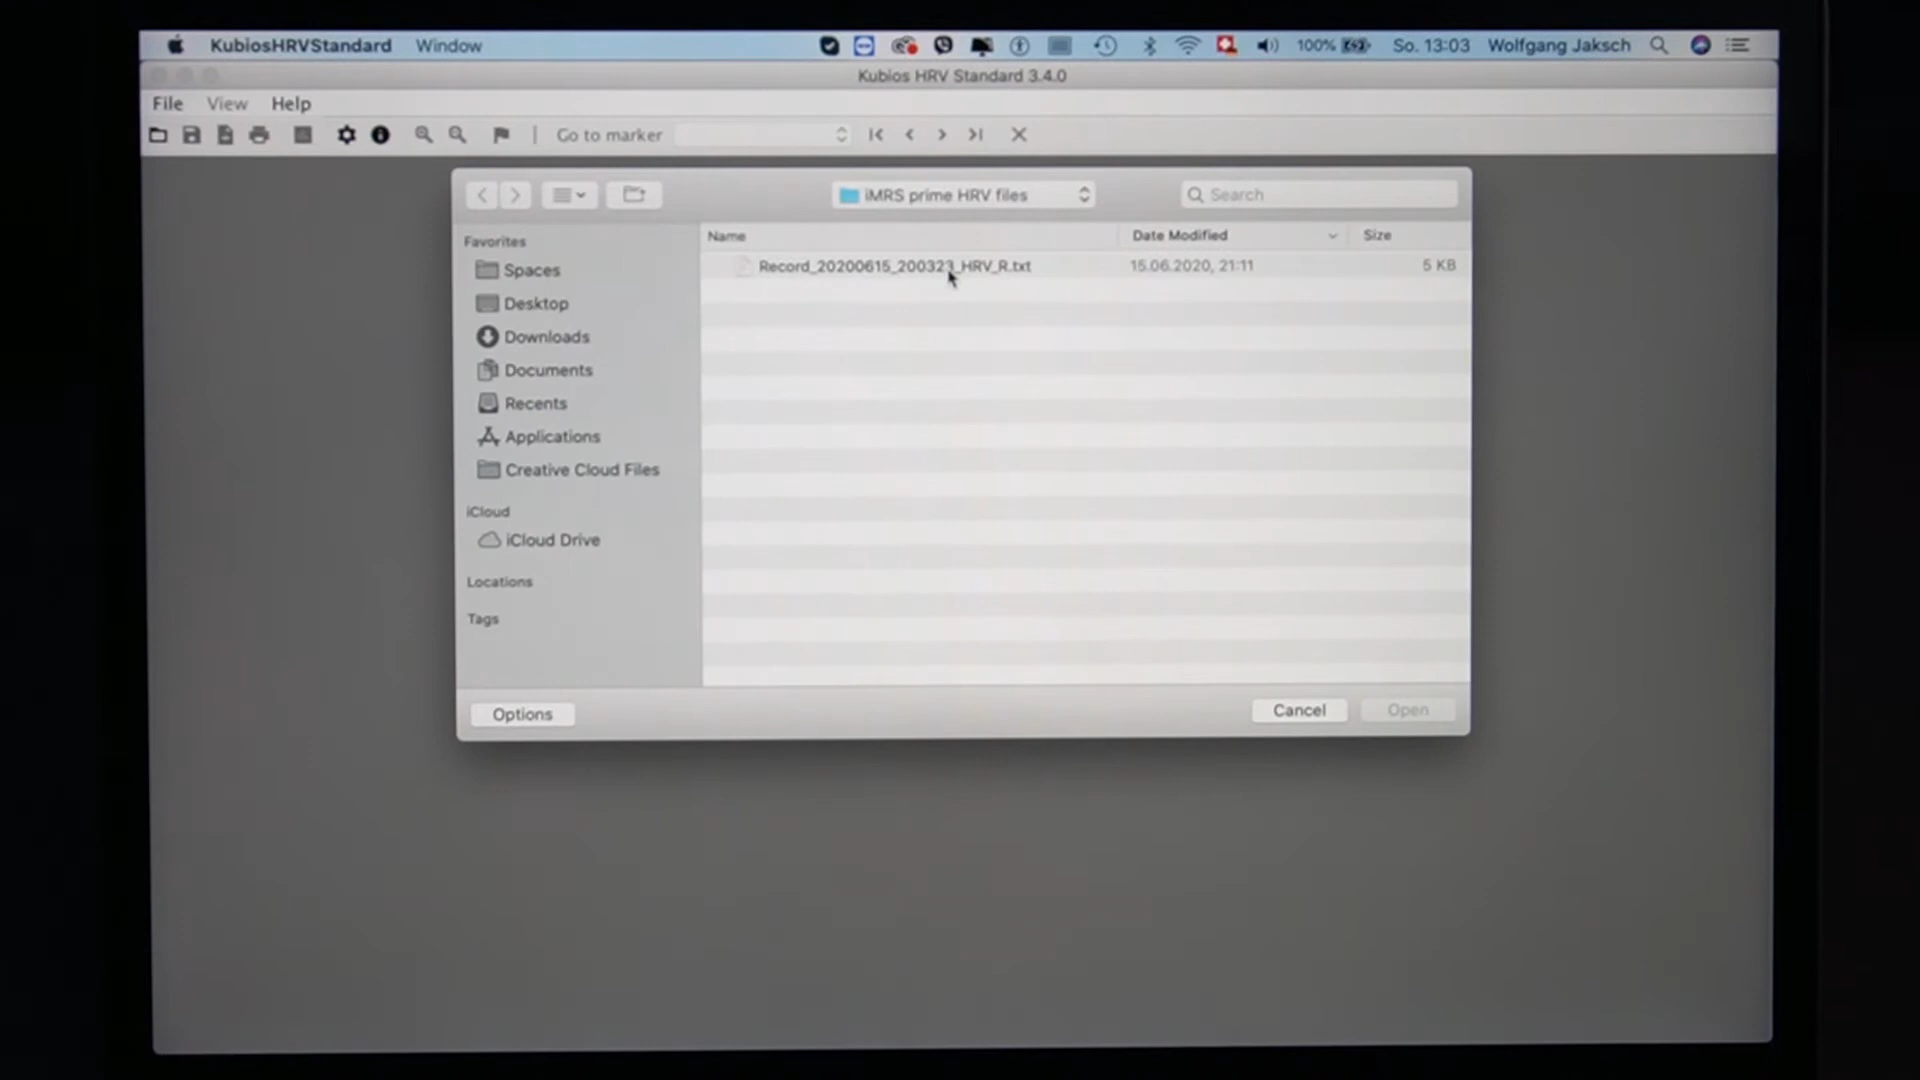 KubiosHRVStandard Window 100% So. 13:03 Wolfgang Jaksch
Kubios HRV Standard 3.4.0
File View Help
Go to marker
iMRS prime HRV files
Search
Favorites
Spaces
Desktop
Downloads
Documents
Recents
Applications
Creative Cloud Files
iCloud
iCloud Drive
Locations
Tags
Name Date Modified Size
Record_20200615_200323_HRV_R.txt 15.06.2020, 21:11 5 KB
Options
Cancel
Open